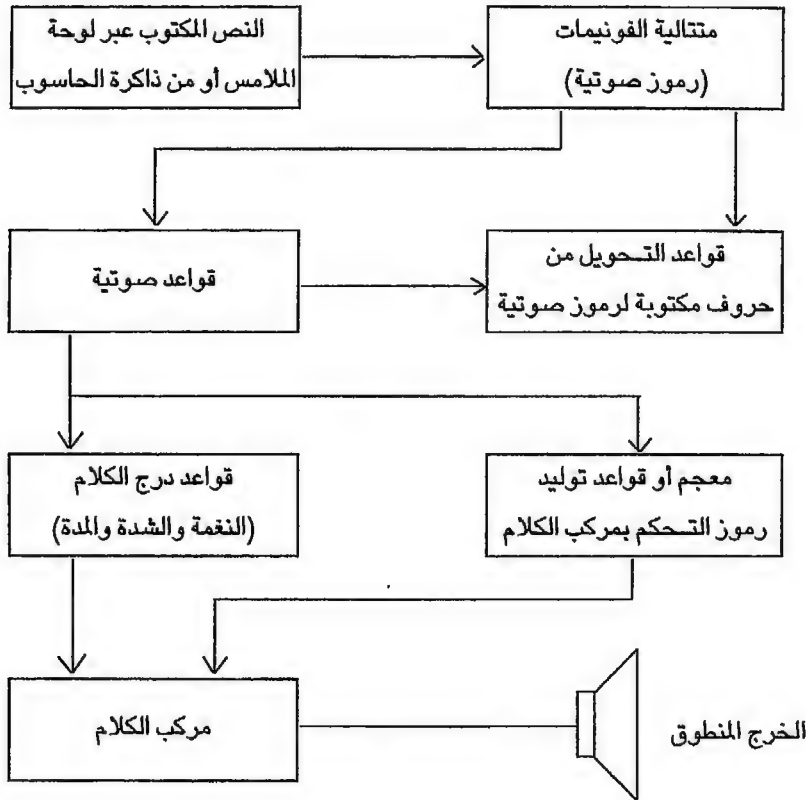 النص المكتوب عبر لوحة
الملامس أو من ذاكرة الحاسوب
متتالية الفونيمات
(رموز صوتية)
قواعد صوتية
قواعد التحويل من
حروف مكتوبة لرموز صوتية
قواعد درج الكلام
(النغمة والشدة والمدة)
معجم أو قواعد توليد
رموز التحكم بمركب الكلام
مركب الكلام
الخرج المنطوق